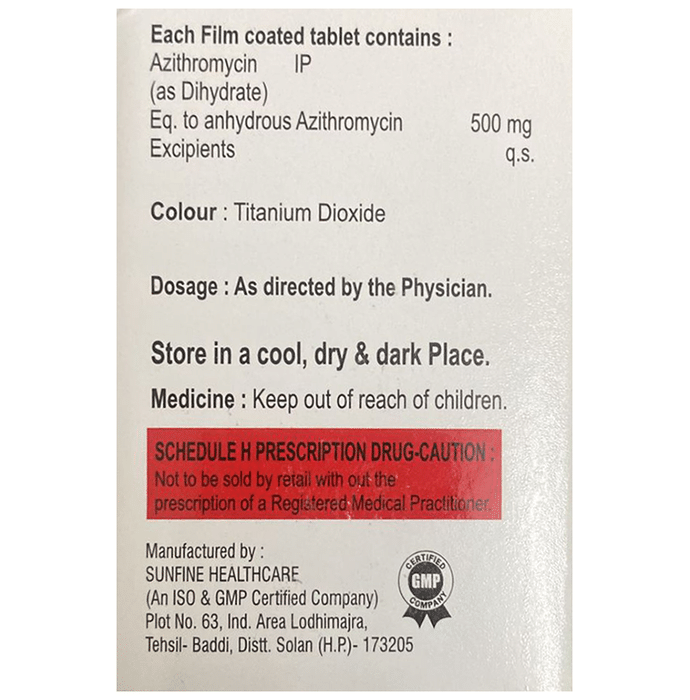 Each Film coated tablet contains :
Azithromycin IP
(as Dihydrate)
Eq. to anhydrous Azithromycin 500 mg
Excipients q.s.
Colour : Titanium Dioxide
Dosage : As directed by the Physician.
Store in a cool, dry & dark Place.
Medicine : Keep out of reach of children.
SCHEDULE H PRESCRIPTION DRUG-CAUTION :
Not to be sold by retail with out the
prescription of a Registered Medical Practitioner.
Manufactured by :
SUNFINE HEALTHCARE
(An ISO & GMP Certified Company)
Plot No. 63, Ind. Area Lodhimajra,
Tehsil- Baddi, Distt. Solan (H.P.)- 173205
CERTIFIED
GMP
COMPANY